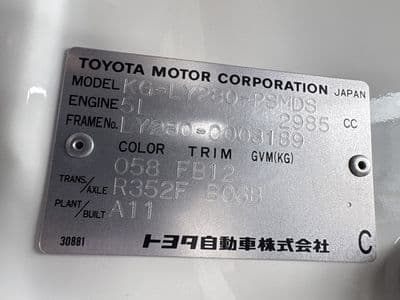 TOYOTA MOTOR CORPORATION JAPAN
MODEL KG-LY280-PSMDS
ENGINE 5L 2985 CC
FRAME No. LY280-0003189
COLOR TRIM GVM(KG)
058 FB12
TRANS./AXLE R352F B03B
PLANT/BUILT A11
30881 トヨタ自動車株式会社 C